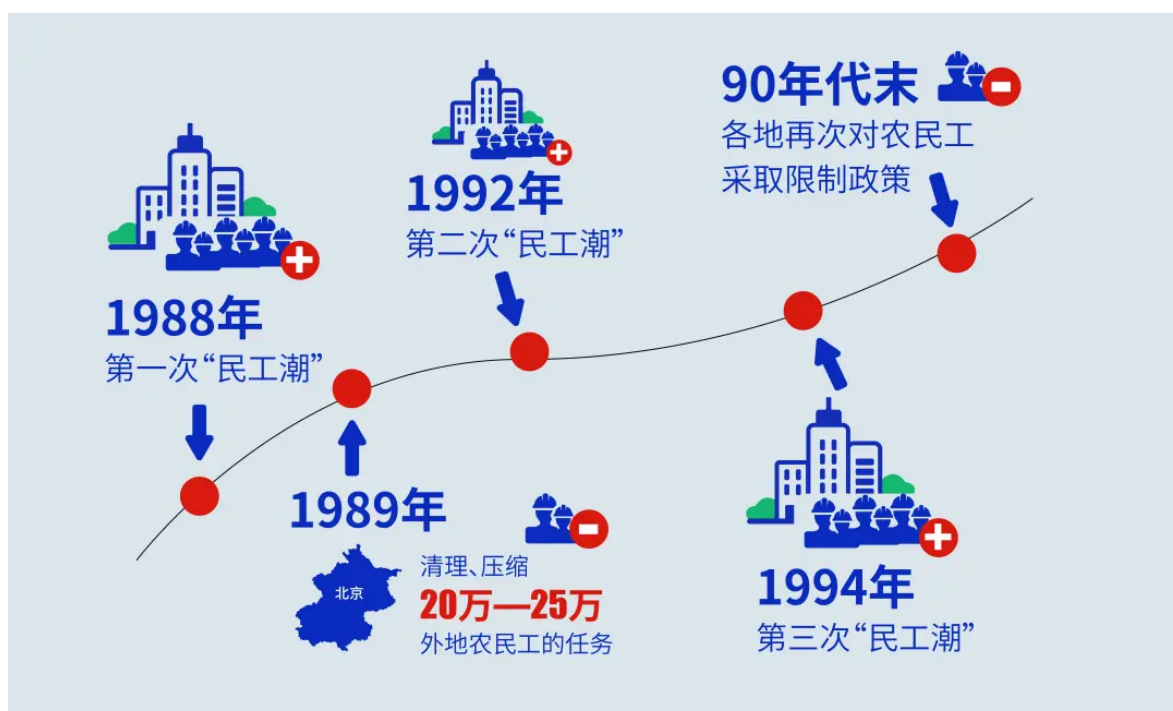 1988年
第一次“民工潮”
1989年
北京
清理、压缩
20万—25万
外地农民工的任务
1992年
第二次“民工潮”
1994年
第三次“民工潮”
90年代末
各地再次对农民工
采取限制政策